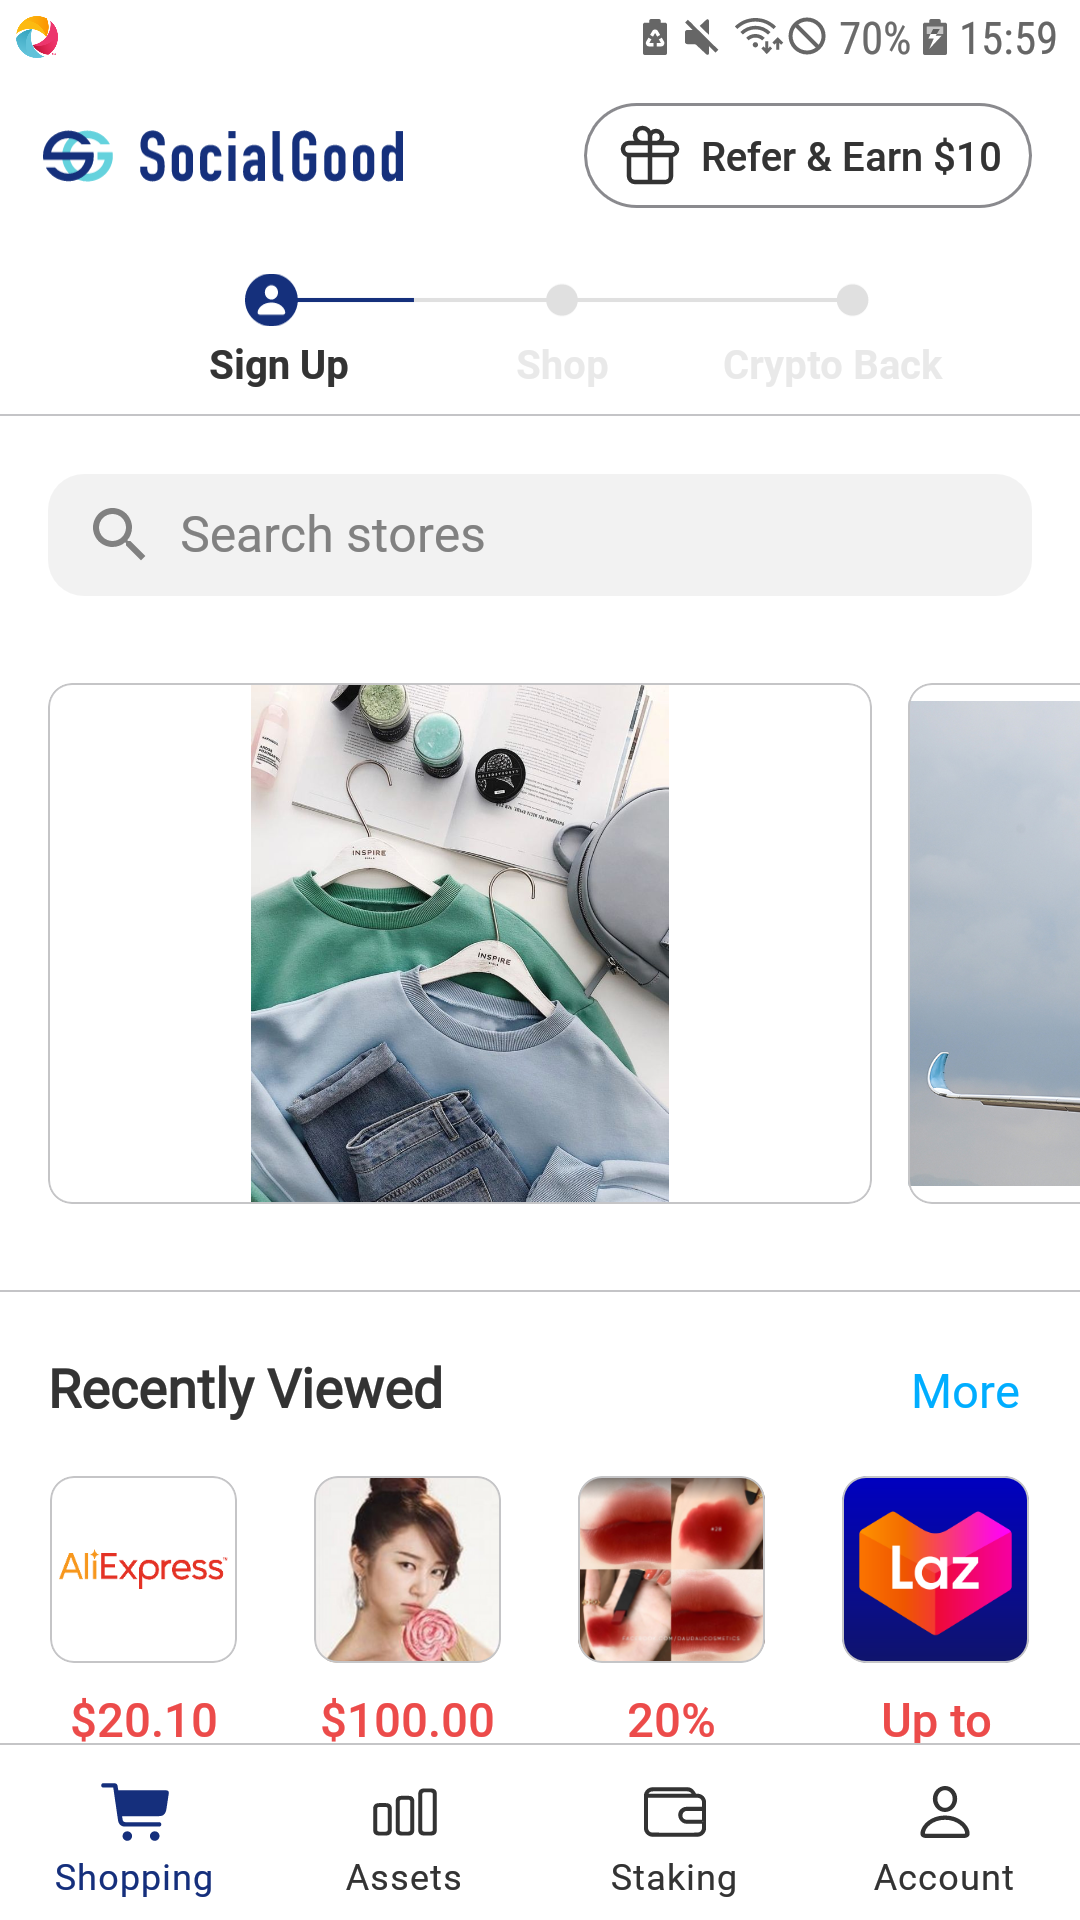 70% 15:59
SocialGood
Refer & Earn $10
Sign Up
Shop
Crypto Back
Search stores
INSPIRE
INSPIRE
Recently Viewed
More
AliExpress
Laz
$20.10
$100.00
20%
Up to
Shopping
Assets
Staking
Account